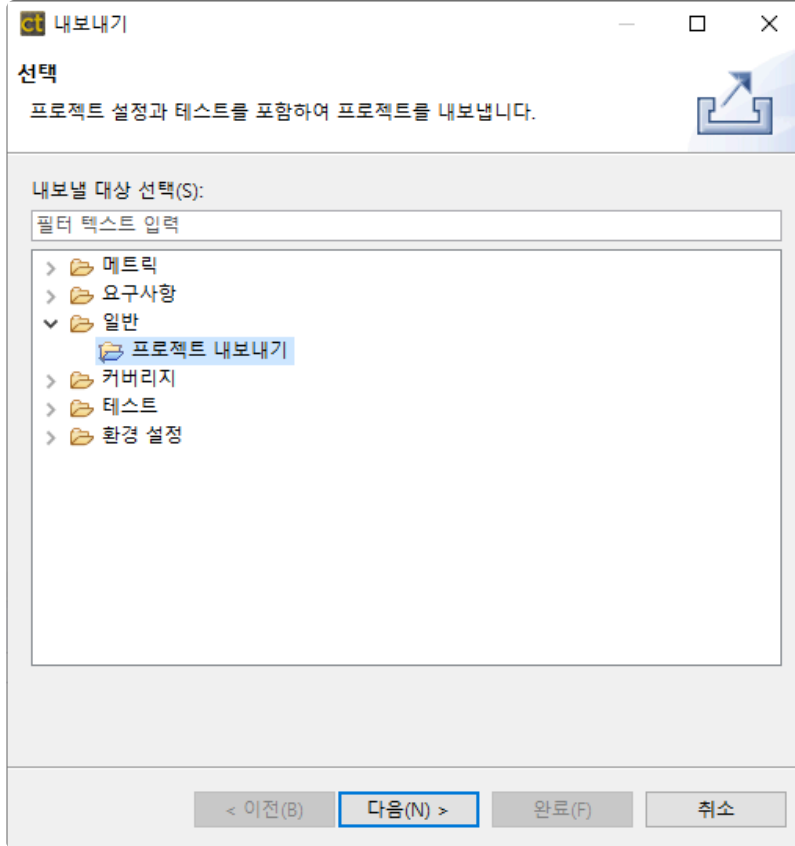 ct 내보내기
선택
프로젝트 설정과 테스트를 포함하여 프로젝트를 내보냅니다.
내보낼 대상 선택(S):
필터 텍스트 입력
메트릭
요구사항
일반
프로젝트 내보내기
커버리지
테스트
환경 설정
< 이전(B) 다음(N) > 완료(F) 취소